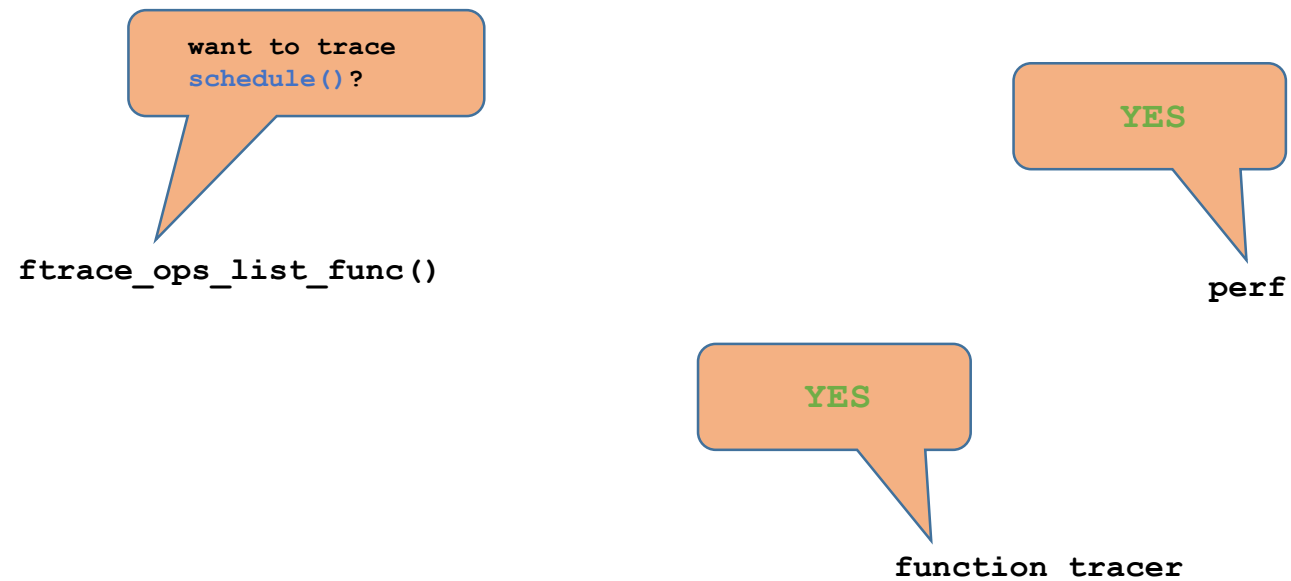 want to trace
schedule()?
YES
ftrace_ops_list_func()
perf
YES
function tracer